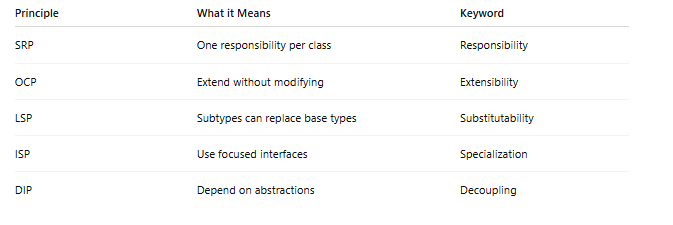 Principle What it Means Keyword
SRP One responsibility per class Responsibility
OCP Extend without modifying Extensibility
LSP Subtypes can replace base types Substitutability
ISP Use focused interfaces Specialization
DIP Depend on abstractions Decoupling